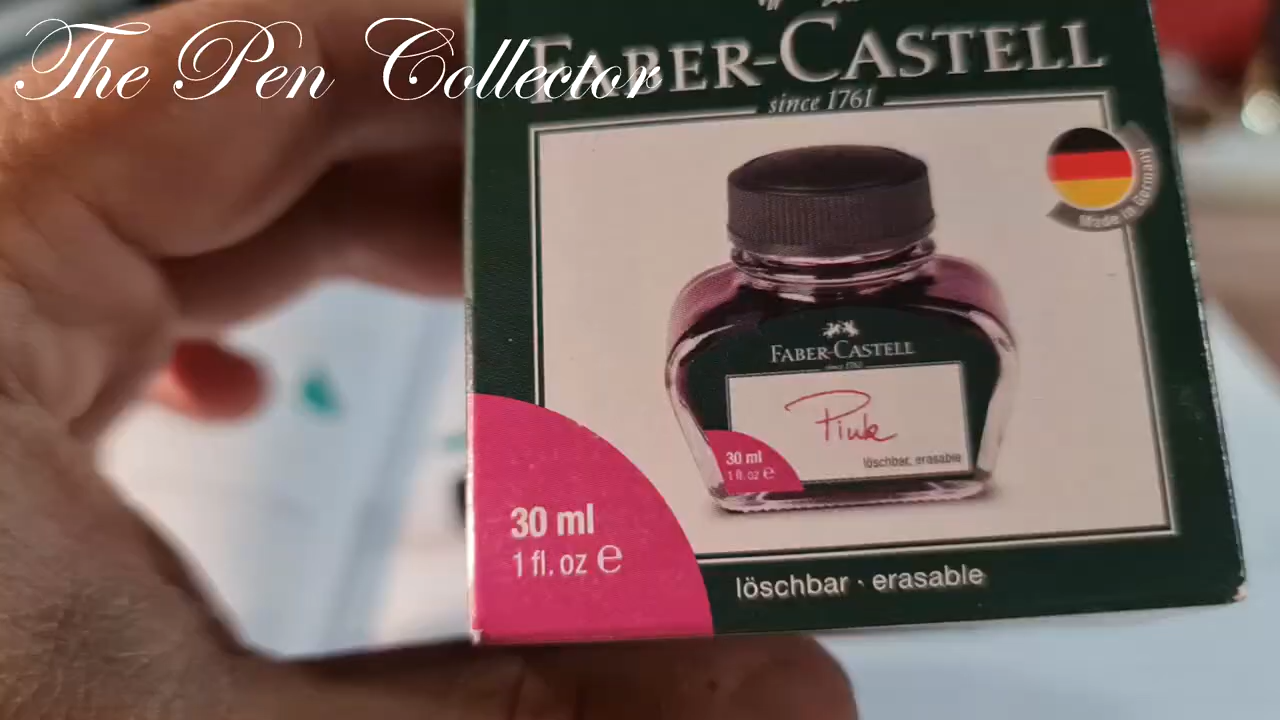 The Pen Collector
FABER-CASTELL
since 1761
Made in Germany
FABER-CASTELL
since 1761
Pink
30 ml
1 fl. oz e
löschbar, erasable
30 ml
1 fl. oz e
löschbar · erasable